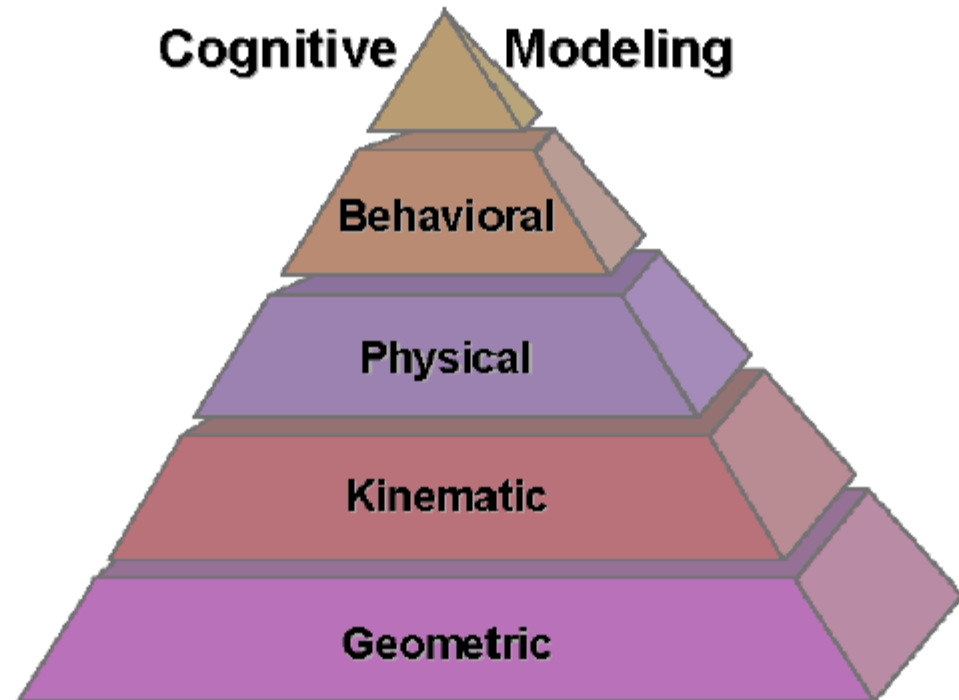 Cognitive Modeling
Behavioral
Physical
Kinematic
Geometric